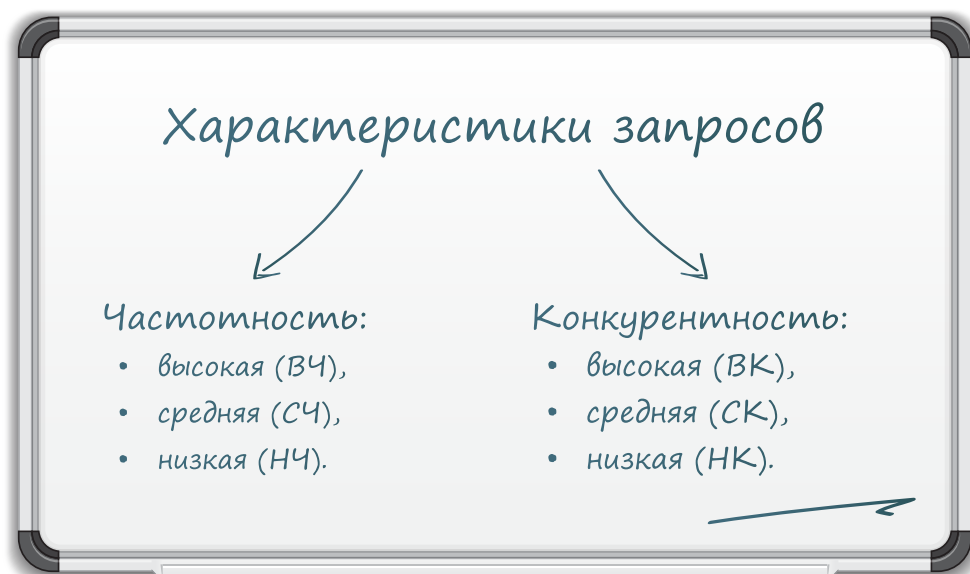 Характеристики запросов
Частотность:
• высокая (ВЧ),
• средняя (СЧ),
• низкая (НЧ).
Конкурентность:
• высокая (ВК),
• средняя (СК),
• низкая (НК).